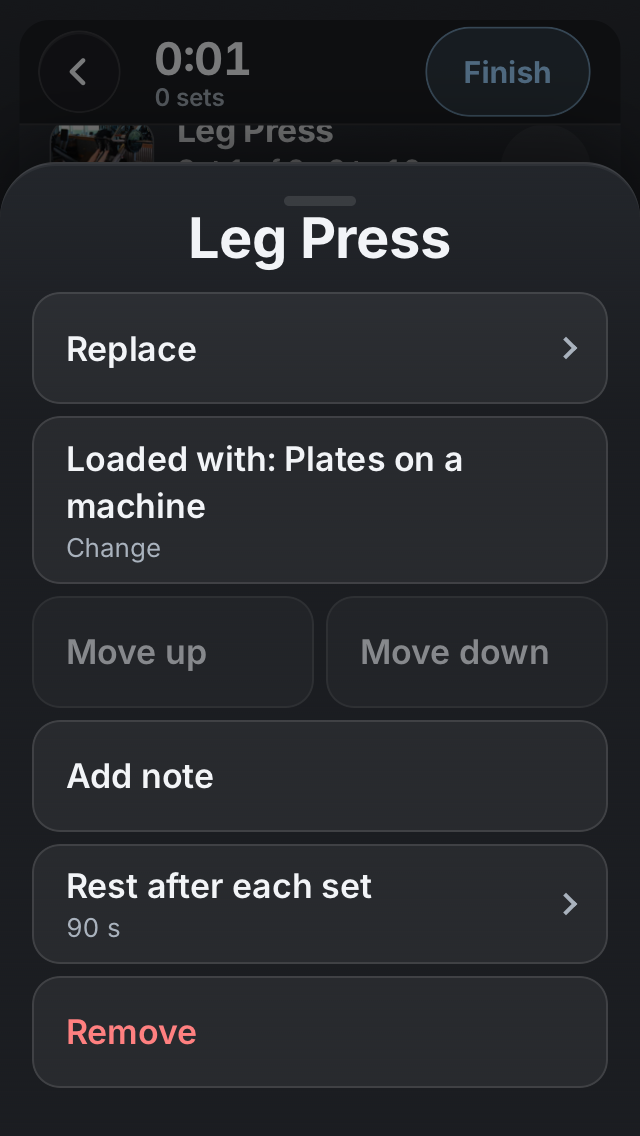 0:01
0 sets
Finish
Leg Press
Leg Press
Replace
Loaded with: Plates on a
machine
Change
Move up
Move down
Add note
Rest after each set
90 s
Remove